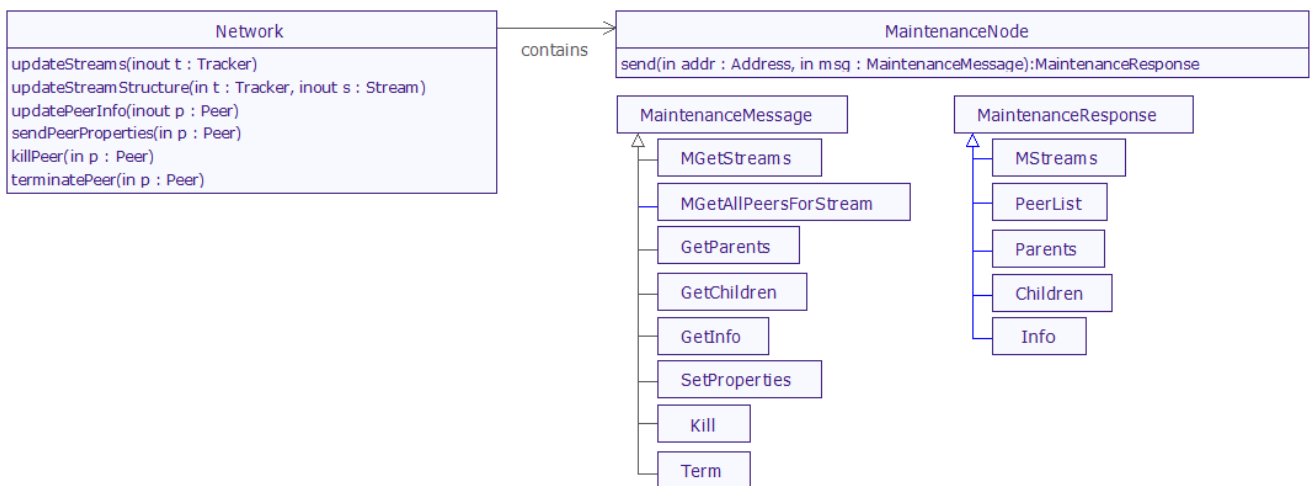 Network
updateStreams(inout t : Tracker)
updateStreamStructure(in t : Tracker, inout s : Stream)
updatePeerInfo(inout p : Peer)
sendPeerProperties(in p : Peer)
killPeer(in p : Peer)
terminatePeer(in p : Peer)
contains
MaintenanceNode
send(in addr : Address, in msg : MaintenanceMessage):MaintenanceResponse
MaintenanceMessage
MGetStreams
MGetAllPeersForStream
GetParents
GetChildren
GetInfo
SetProperties
Kill
Term
MaintenanceResponse
MStreams
PeerList
Parents
Children
Info